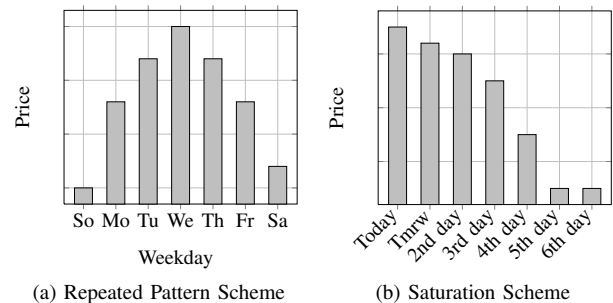 Price
So Mo Tu We Th Fr Sa
Weekday
(a) Repeated Pattern Scheme
Price
Today
Tmrw
2nd day
3rd day
4th day
5th day
6th day
(b) Saturation Scheme